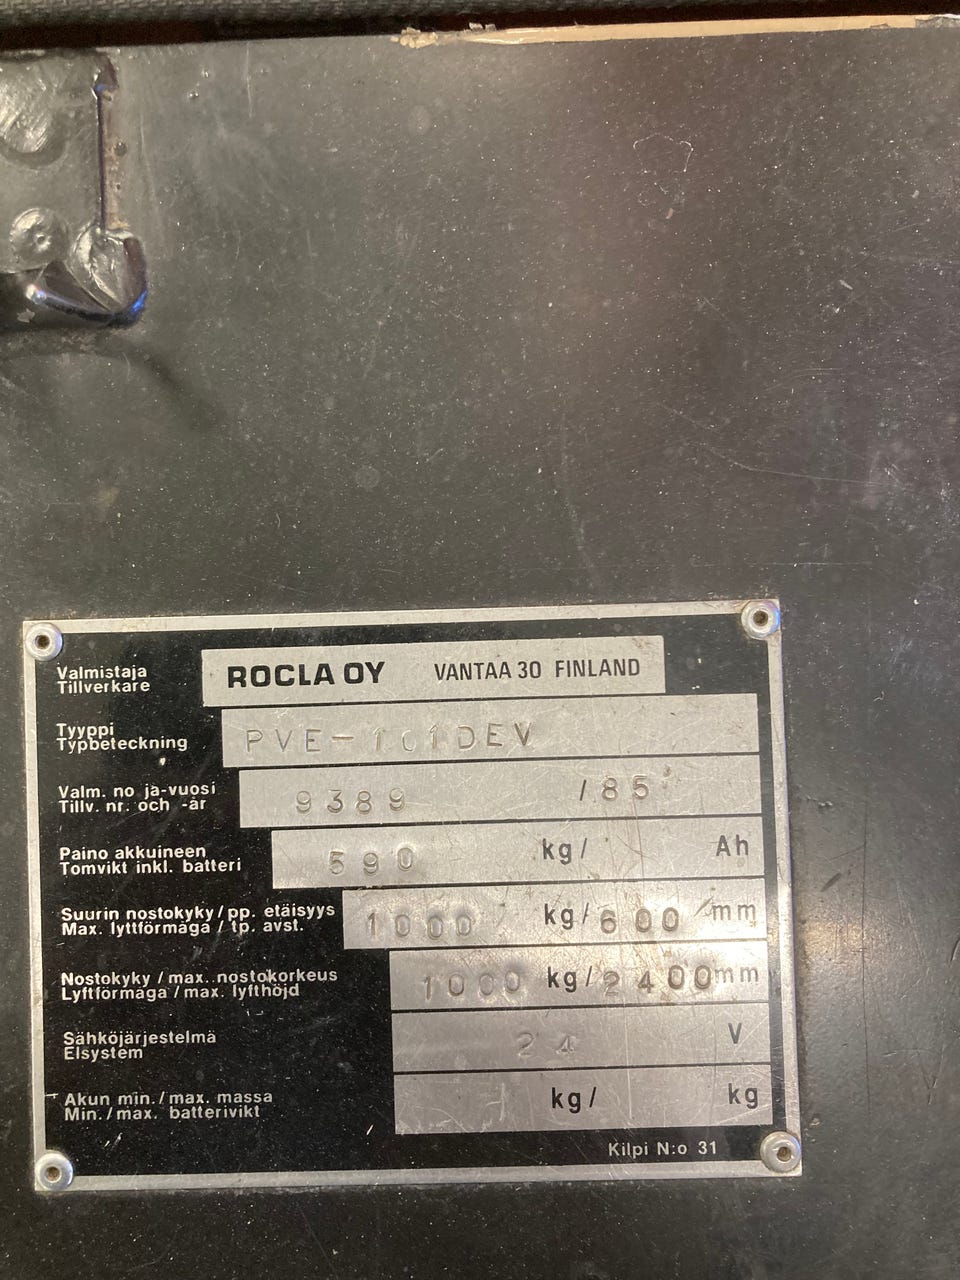 Valmistaja
Tillverkare
ROCLA OY VANTAA 30 FINLAND
Tyyppi
Typbeteckning
PVE-101DEV
Valm. no ja-vuosi
Tillv. nr. och -år
9389 /85
Paino akkuineen
Tomvikt inkl. batteri
590 kg/ Ah
Suurin nostokyky/pp. etäisyys
Max. lyftförmåga/tp. avst.
1000 kg/600 mm
Nostokyky/max. nostokorkeus
Lyftförmåga/max. lyfthöjd
1000 kg/2400mm
Sähköjärjestelmä
Elsystem
24 V
Akun min./max. massa
Min./max. batterivikt
kg/ kg
Kilpi N:o 31